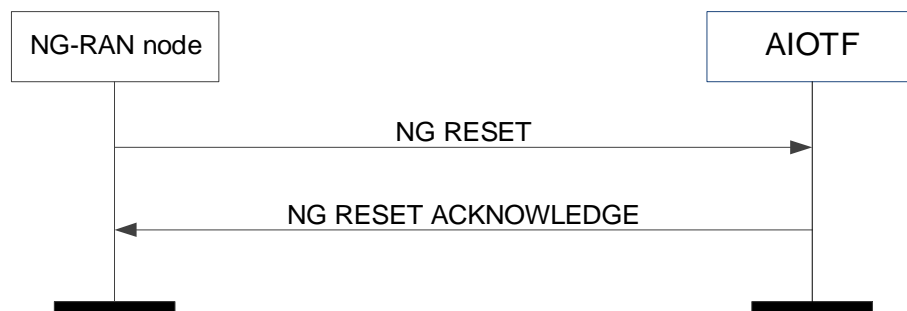 NG-RAN node
AIOTF
NG RESET
NG RESET ACKNOWLEDGE